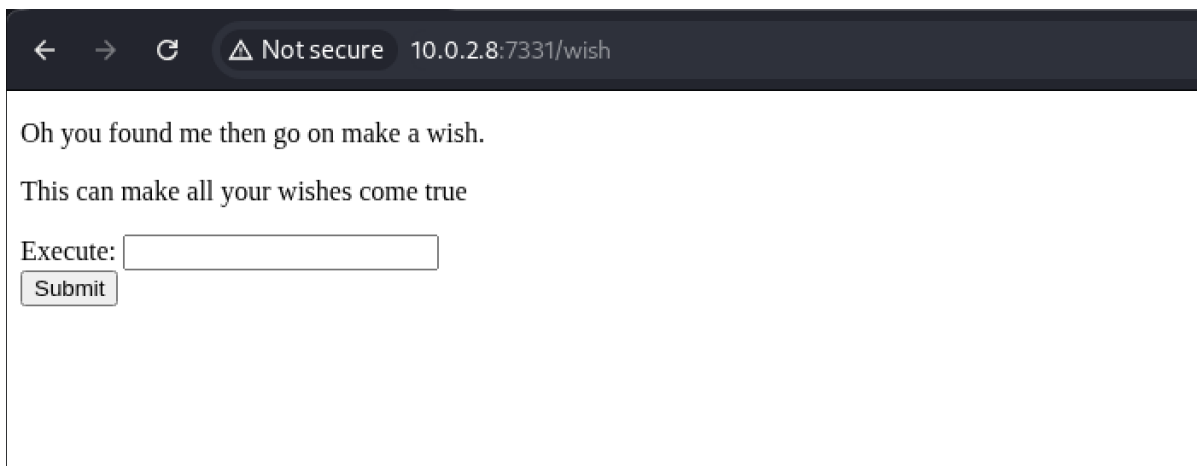 Not secure 10.0.2.8:7331/wish
Oh you found me then go on make a wish.
This can make all your wishes come true
Execute:
Submit